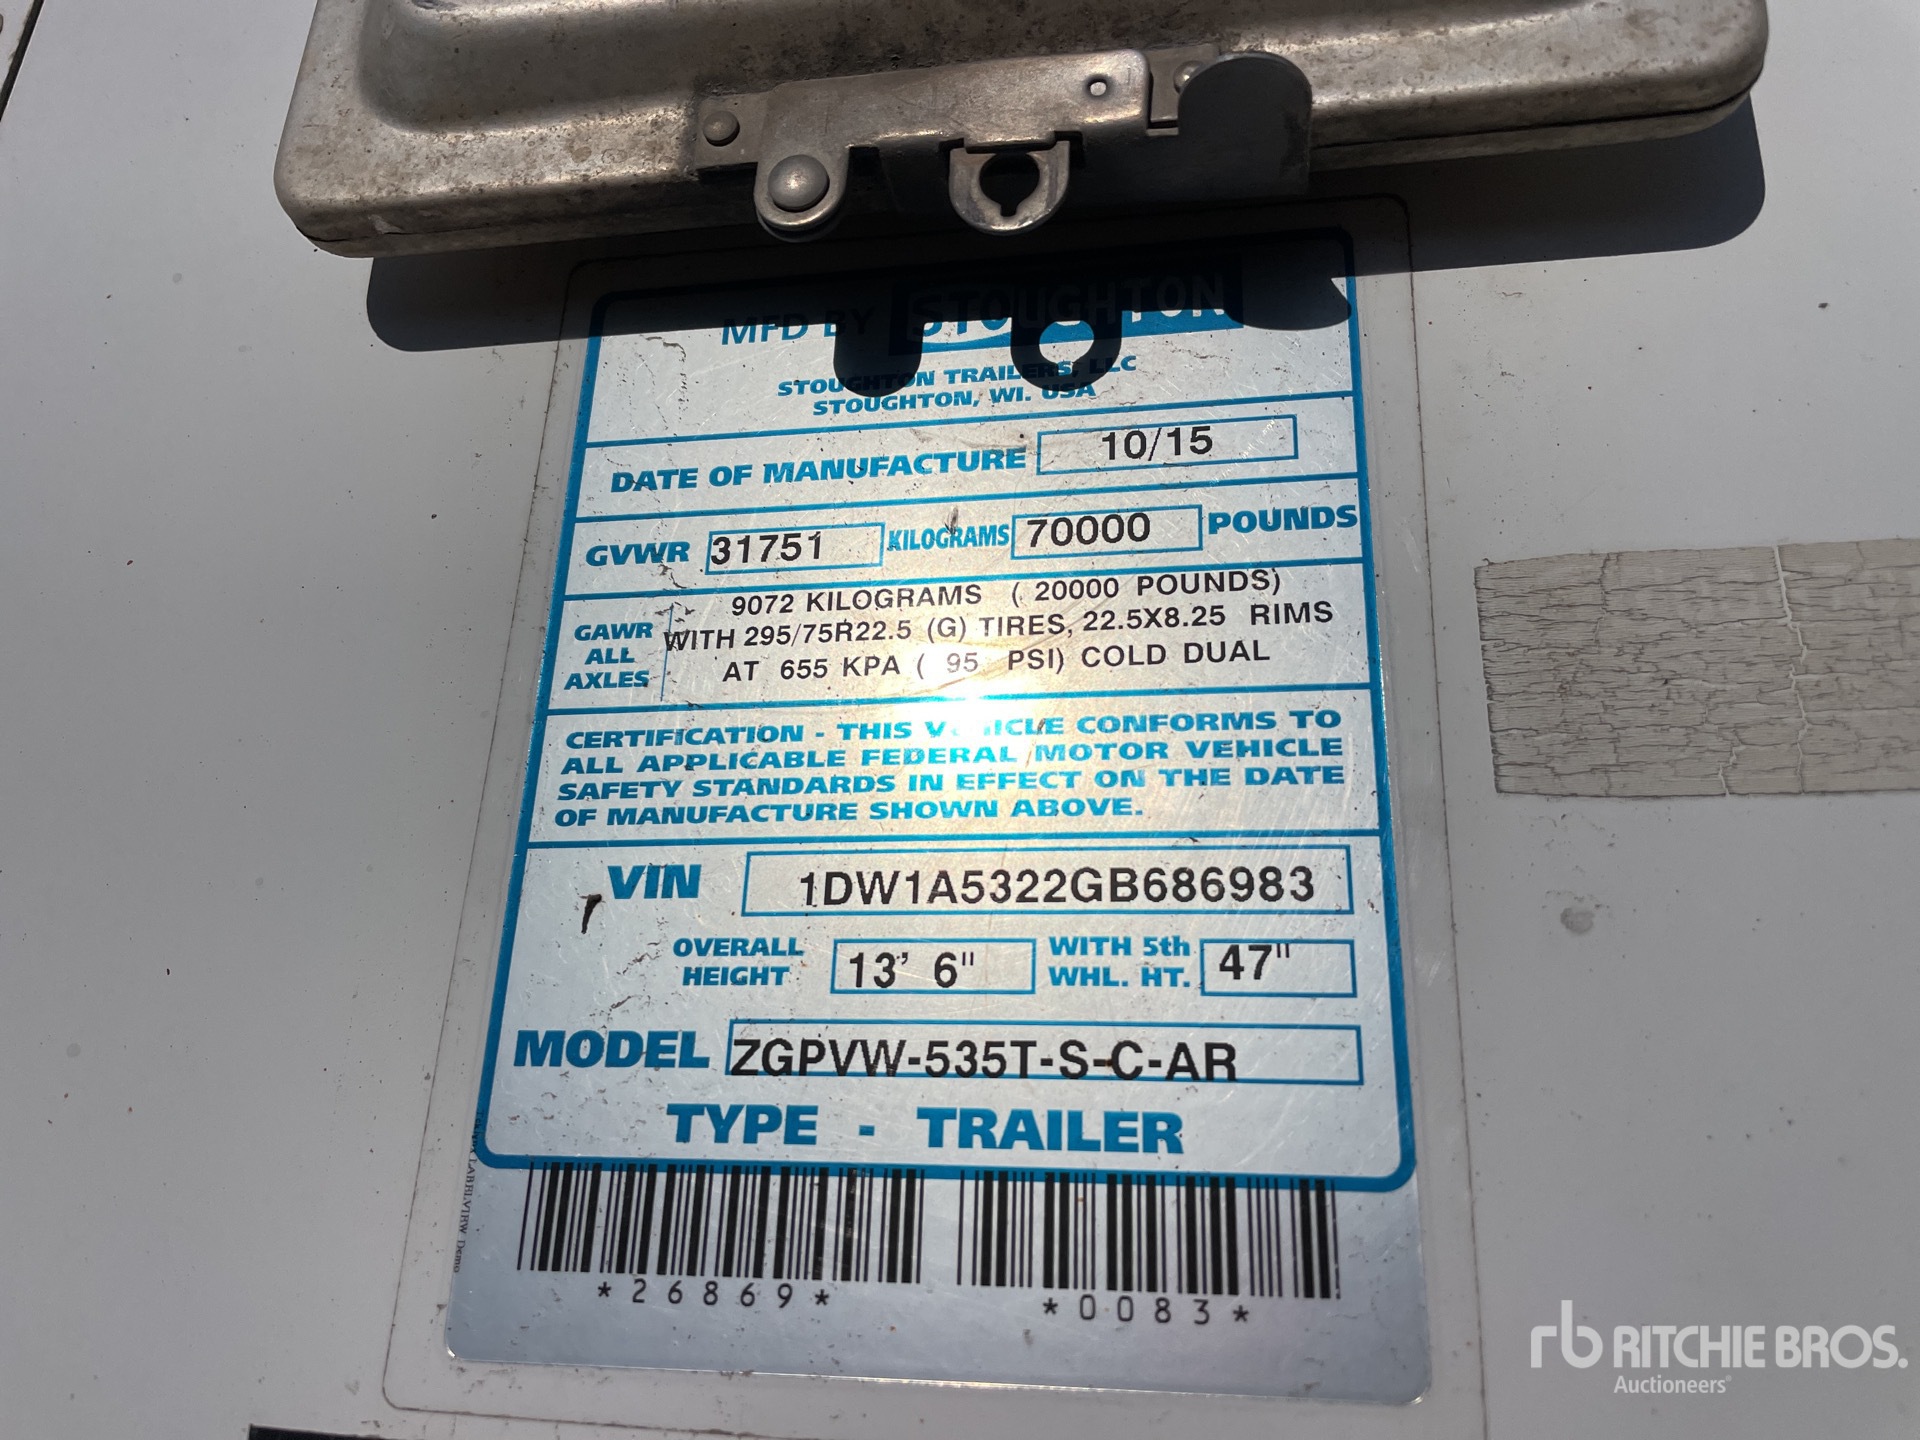 MFD BY STOUGHTON
STOUGHTON TRAILERS, LLC
STOUGHTON, WI. USA
DATE OF MANUFACTURE 10/15
GVWR 31751 KILOGRAMS 70000 POUNDS
GAWR ALL AXLES
9072 KILOGRAMS ( 20000 POUNDS)
WITH 295/75R22.5 (G) TIRES, 22.5X8.25 RIMS
AT 655 KPA ( 95 PSI) COLD DUAL
CERTIFICATION - THIS VEHICLE CONFORMS TO
ALL APPLICABLE FEDERAL MOTOR VEHICLE
SAFETY STANDARDS IN EFFECT ON THE DATE
OF MANUFACTURE SHOWN ABOVE.
VIN 1DW1A5322GB686983
OVERALL HEIGHT 13' 6" WITH 5th WHL. HT. 47"
MODEL ZGPVW-535T-S-C-AR
TYPE - TRAILER
*26869* *0083*
rb RITCHIE BROS.
Auctioneers